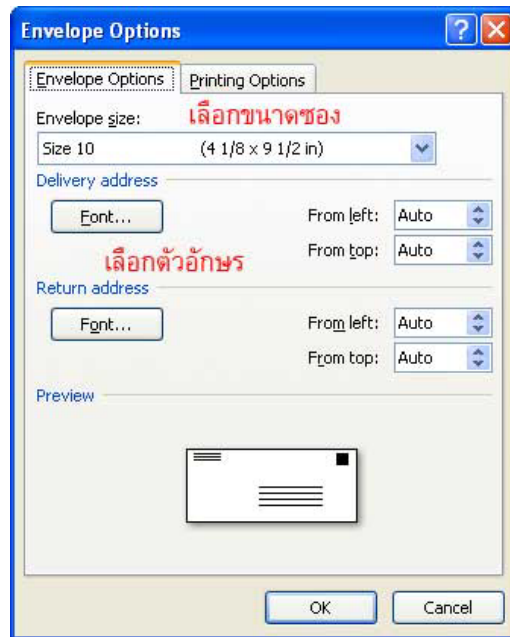 Envelope Options
Envelope Options Printing Options
Envelope size: เลือกขนาดซอง
Size 10 (4 1/8 x 9 1/2 in)
Delivery address
Font... From left: Auto
From top: Auto
เลือกตัวอักษร
Return address
Font... From left: Auto
From top: Auto
Preview
OK Cancel